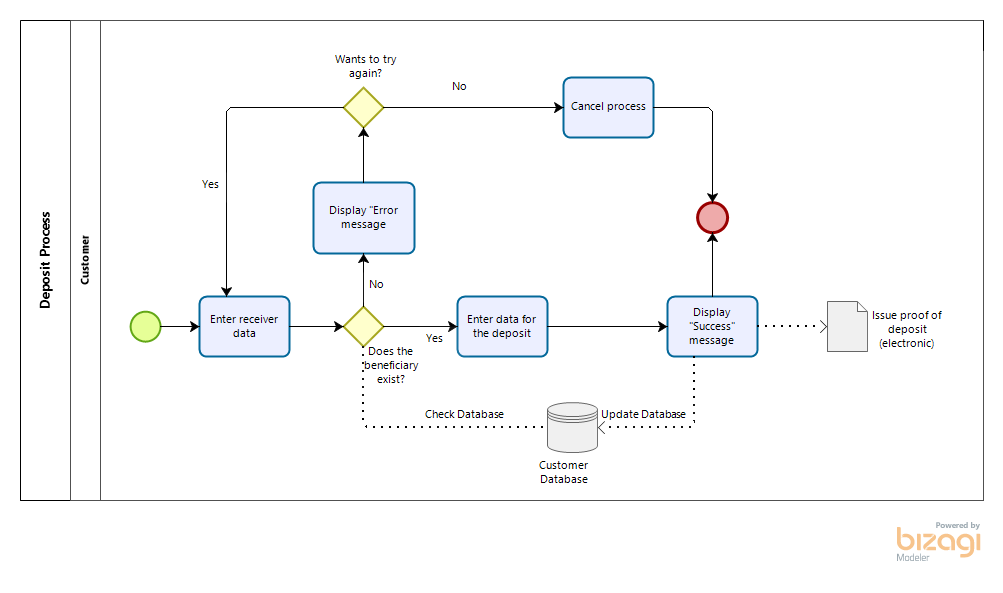 Deposit Process
Customer
Wants to try
again?
No
Cancel process
Yes
Display "Error
message
No
Enter receiver
data
Does the
beneficiary
exist?
Yes
Enter data for
the deposit
Display
"Success"
message
Issue proof of
deposit
(electronic)
Check Database
Update Database
Customer
Database
Powered by
bizagi
Modeler